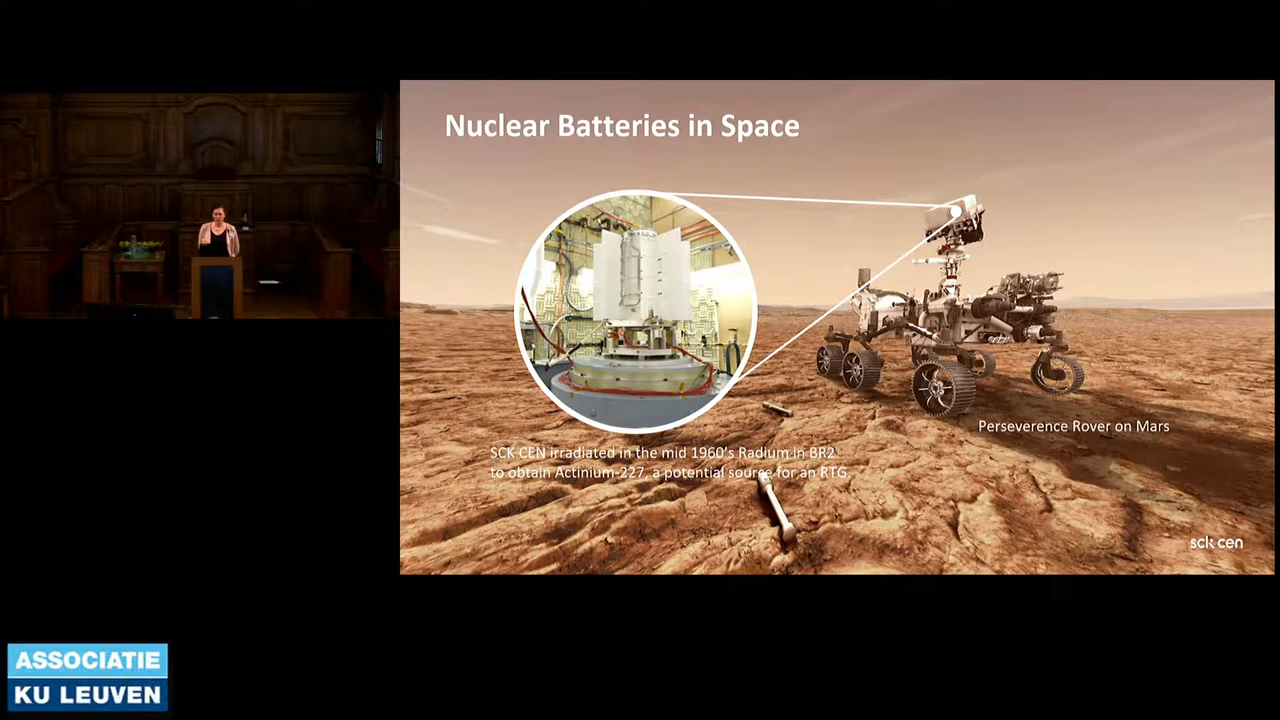 Nuclear Batteries in Space
SCK CEN irradiated in the mid 1960's Radium in BR2
to obtain Actinium-227, a potential source for an RTG.
Perseverence Rover on Mars
sck cen
ASSOCIATIE
KU LEUVEN